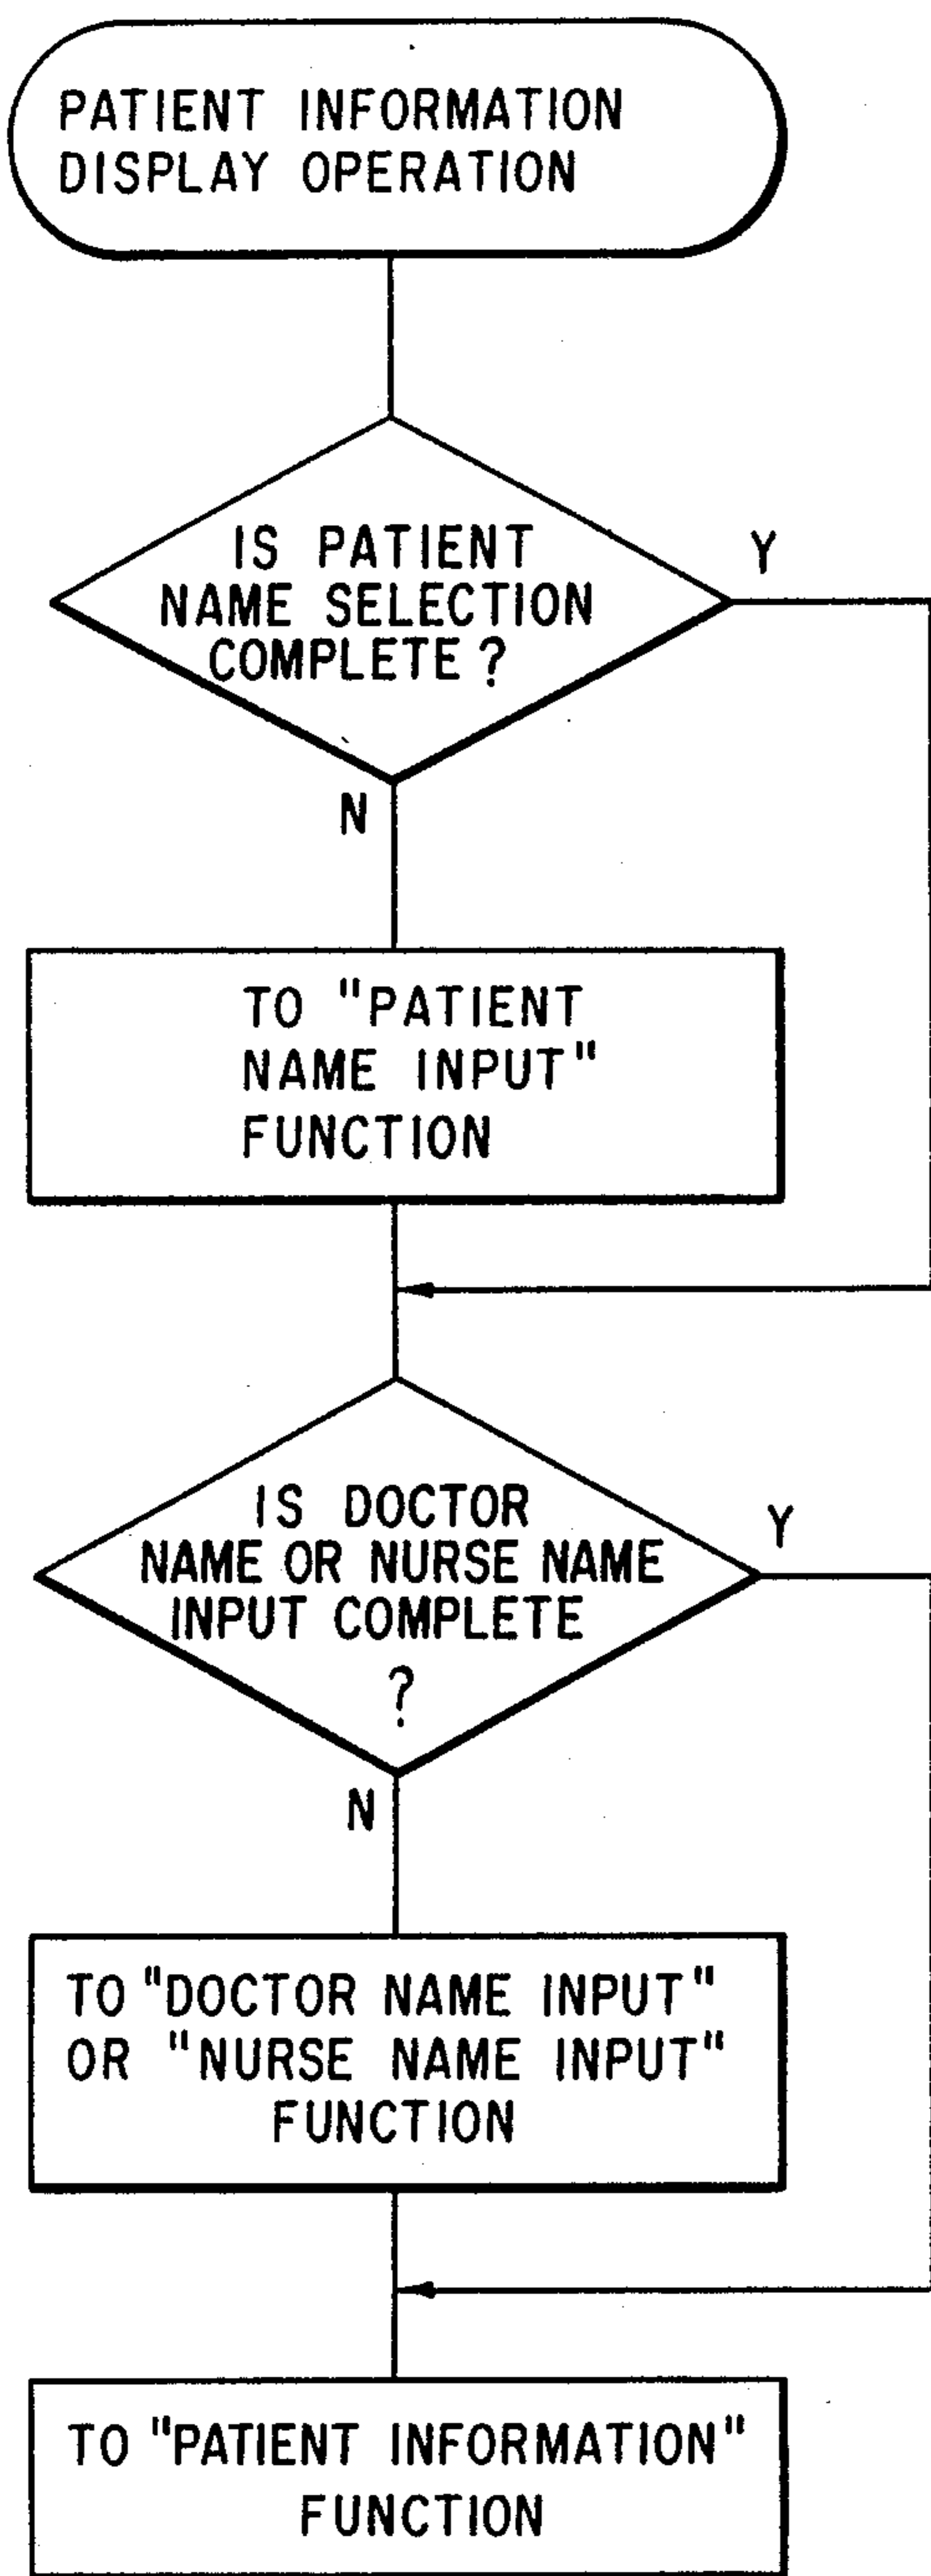 PATIENT INFORMATION
DISPLAY OPERATION
IS PATIENT
NAME SELECTION
COMPLETE ?
Y
N
TO "PATIENT
NAME INPUT"
FUNCTION
IS DOCTOR
NAME OR NURSE NAME
INPUT COMPLETE
?
Y
N
TO "DOCTOR NAME INPUT"
OR "NURSE NAME INPUT"
FUNCTION
TO "PATIENT INFORMATION"
FUNCTION